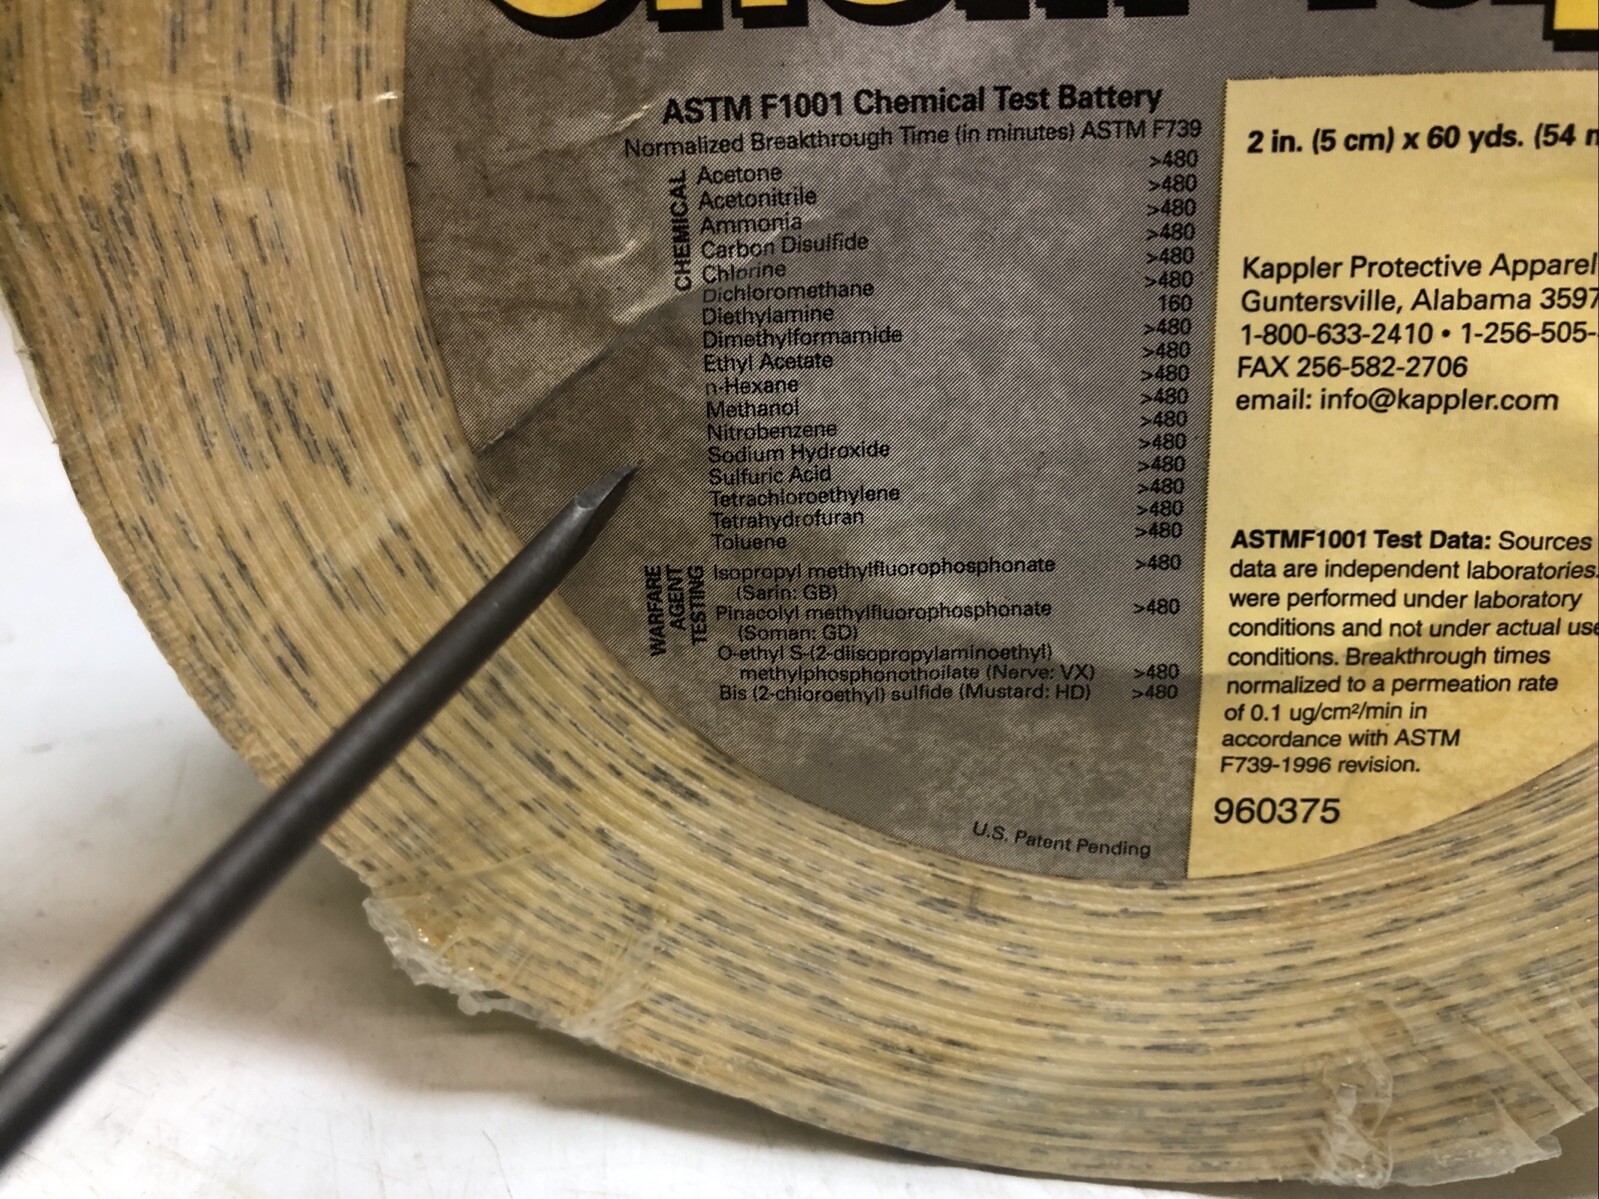 ASTM F1001 Chemical Test Battery
Normalized Breakthrough Time (in minutes) ASTM F739
CHEMICAL
Acetone >480
Acetonitrile >480
Ammonia >480
Carbon Disulfide >480
Chlorine >480
Dichloromethane >480
Diethylamine 160
Dimethylformamide >480
Ethyl Acetate >480
n-Hexane >480
Methanol >480
Nitrobenzene >480
Sodium Hydroxide >480
Sulfuric Acid >480
Tetrachloroethylene >480
Tetrahydrofuran >480
Toluene >480
WARFARE
AGENT
TESTING
Isopropyl methylfluorophosphonate >480
(Sarin: GB)
Pinacolyl methylfluorophosphonate >480
(Soman: GD)
O-ethyl S-(2-diisopropylaminoethyl)
methylphosphonothoilate (Nerve: VX) >480
Bis (2-chloroethyl) sulfide (Mustard: HD) >480
U.S. Patent Pending
2 in. (5 cm) x 60 yds. (54
Kappler Protective Apparel
Guntersville, Alabama 3597
1-800-633-2410 • 1-256-505-
FAX 256-582-2706
email: info@kappler.com
ASTMF1001 Test Data: Sources
data are independent laboratories.
were performed under laboratory
conditions and not under actual use
conditions. Breakthrough times
normalized to a permeation rate
of 0.1 ug/cm²/min in
accordance with ASTM
F739-1996 revision.
960375